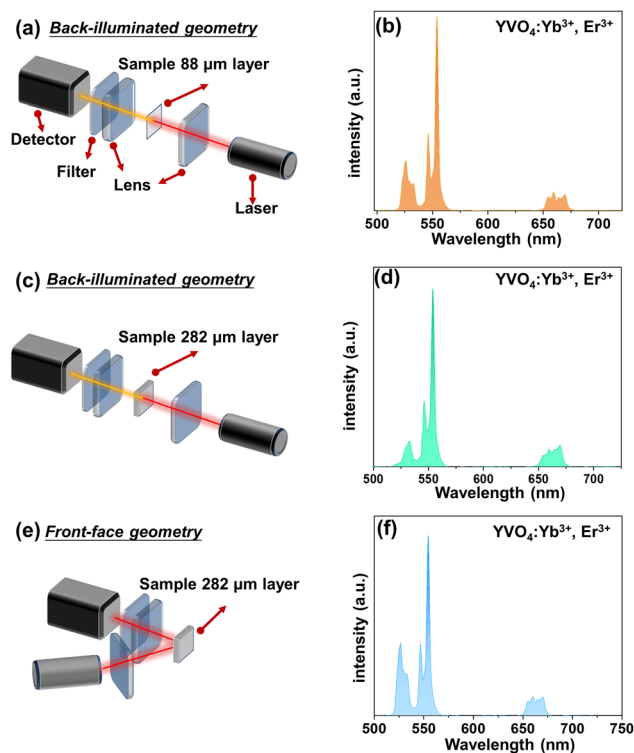 (a) Back-illuminated geometry
Sample 88 µm layer
Detector
Filter
Lens
Laser
(b)
YVO₄:Yb³⁺, Er³⁺
intensity (a.u.)
500 550 600 650 700
Wavelength (nm)
(c) Back-illuminated geometry
Sample 282 µm layer
(d)
YVO₄:Yb³⁺, Er³⁺
intensity (a.u.)
500 550 600 650 700
Wavelength (nm)
(e) Front-face geometry
Sample 282 µm layer
(f)
YVO₄:Yb³⁺, Er³⁺
intensity (a.u.)
500 550 600 650 700 750
Wavelength (nm)